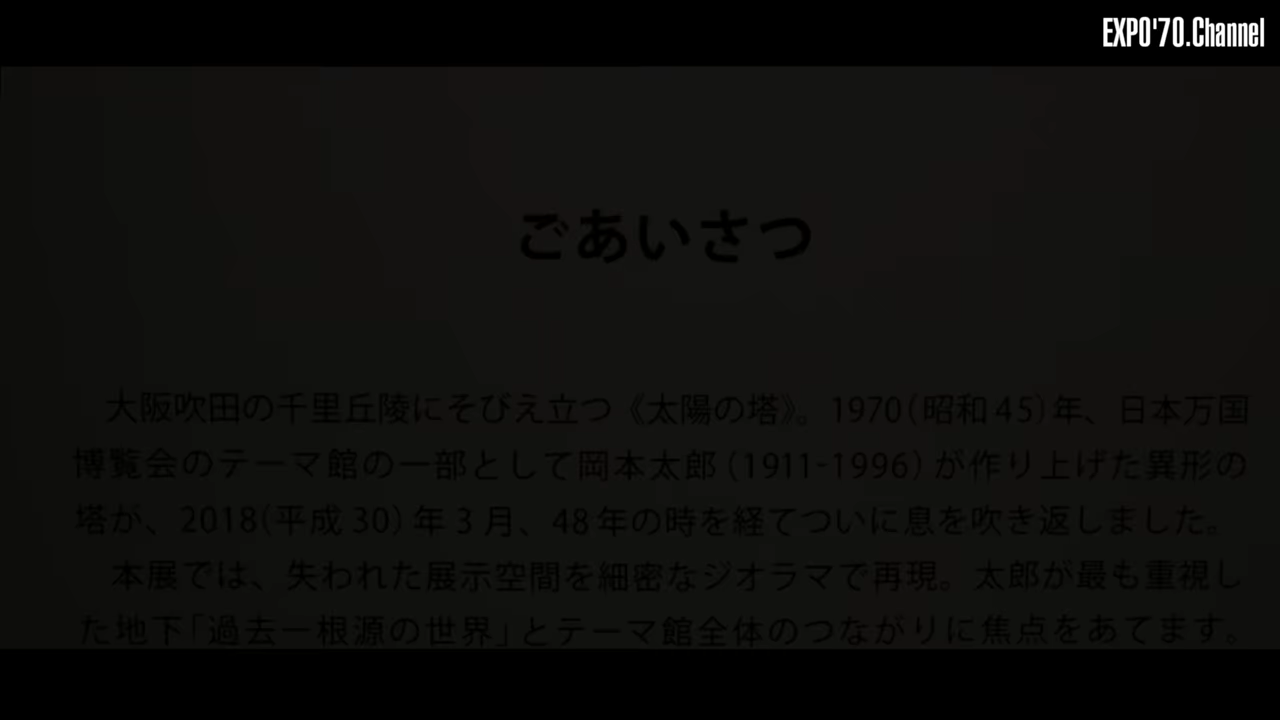 EXPO'70.Channel
ごあいさつ
大阪吹田の千里丘陵にそびえ立つ《太陽の塔》。1970(昭和45)年、日本万国
博覧会のテーマ館の一部として岡本太郎(1911-1996)が作り上げた異形の
塔が、2018(平成30)年3月、48年の時を経てついに息を吹き返しました。
本展では、失われた展示空間を細密なジオラマで再現。太郎が最も重視し
た地下「過去―根源の世界」とテーマ館全体のつながりに焦点をあてます。